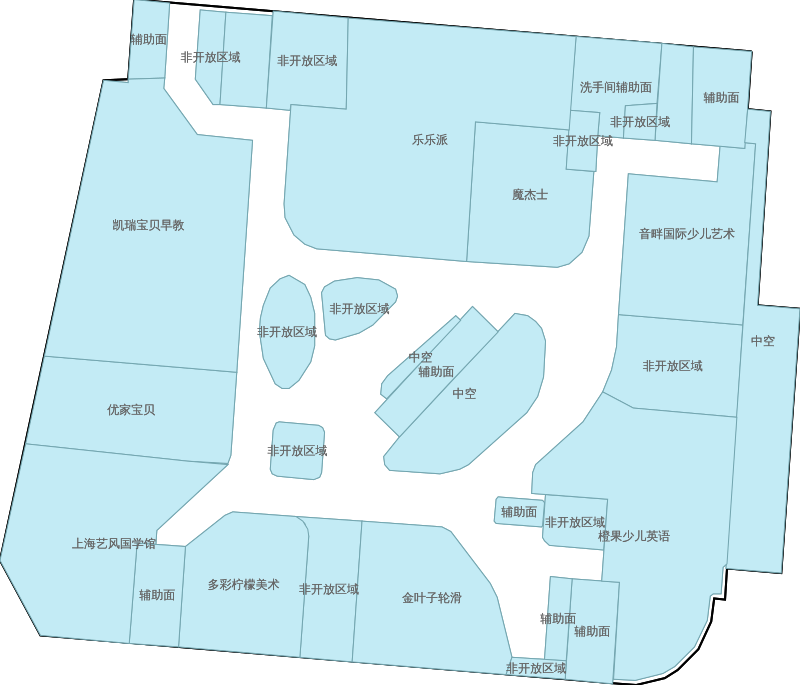 辅助面
非开放区域
非开放区域
洗手间辅助面
辅助面
非开放区域
乐乐派
非开放区域
魔杰士
凯瑞宝贝早教
音畔国际少儿艺术
非开放区域
非开放区域
中空
中空
辅助面
非开放区域
中空
优家宝贝
非开放区域
辅助面
非开放区域
橙果少儿英语
上海艺风国学馆
多彩柠檬美术
非开放区域
辅助面
金叶子轮滑
辅助面
辅助面
非开放区域